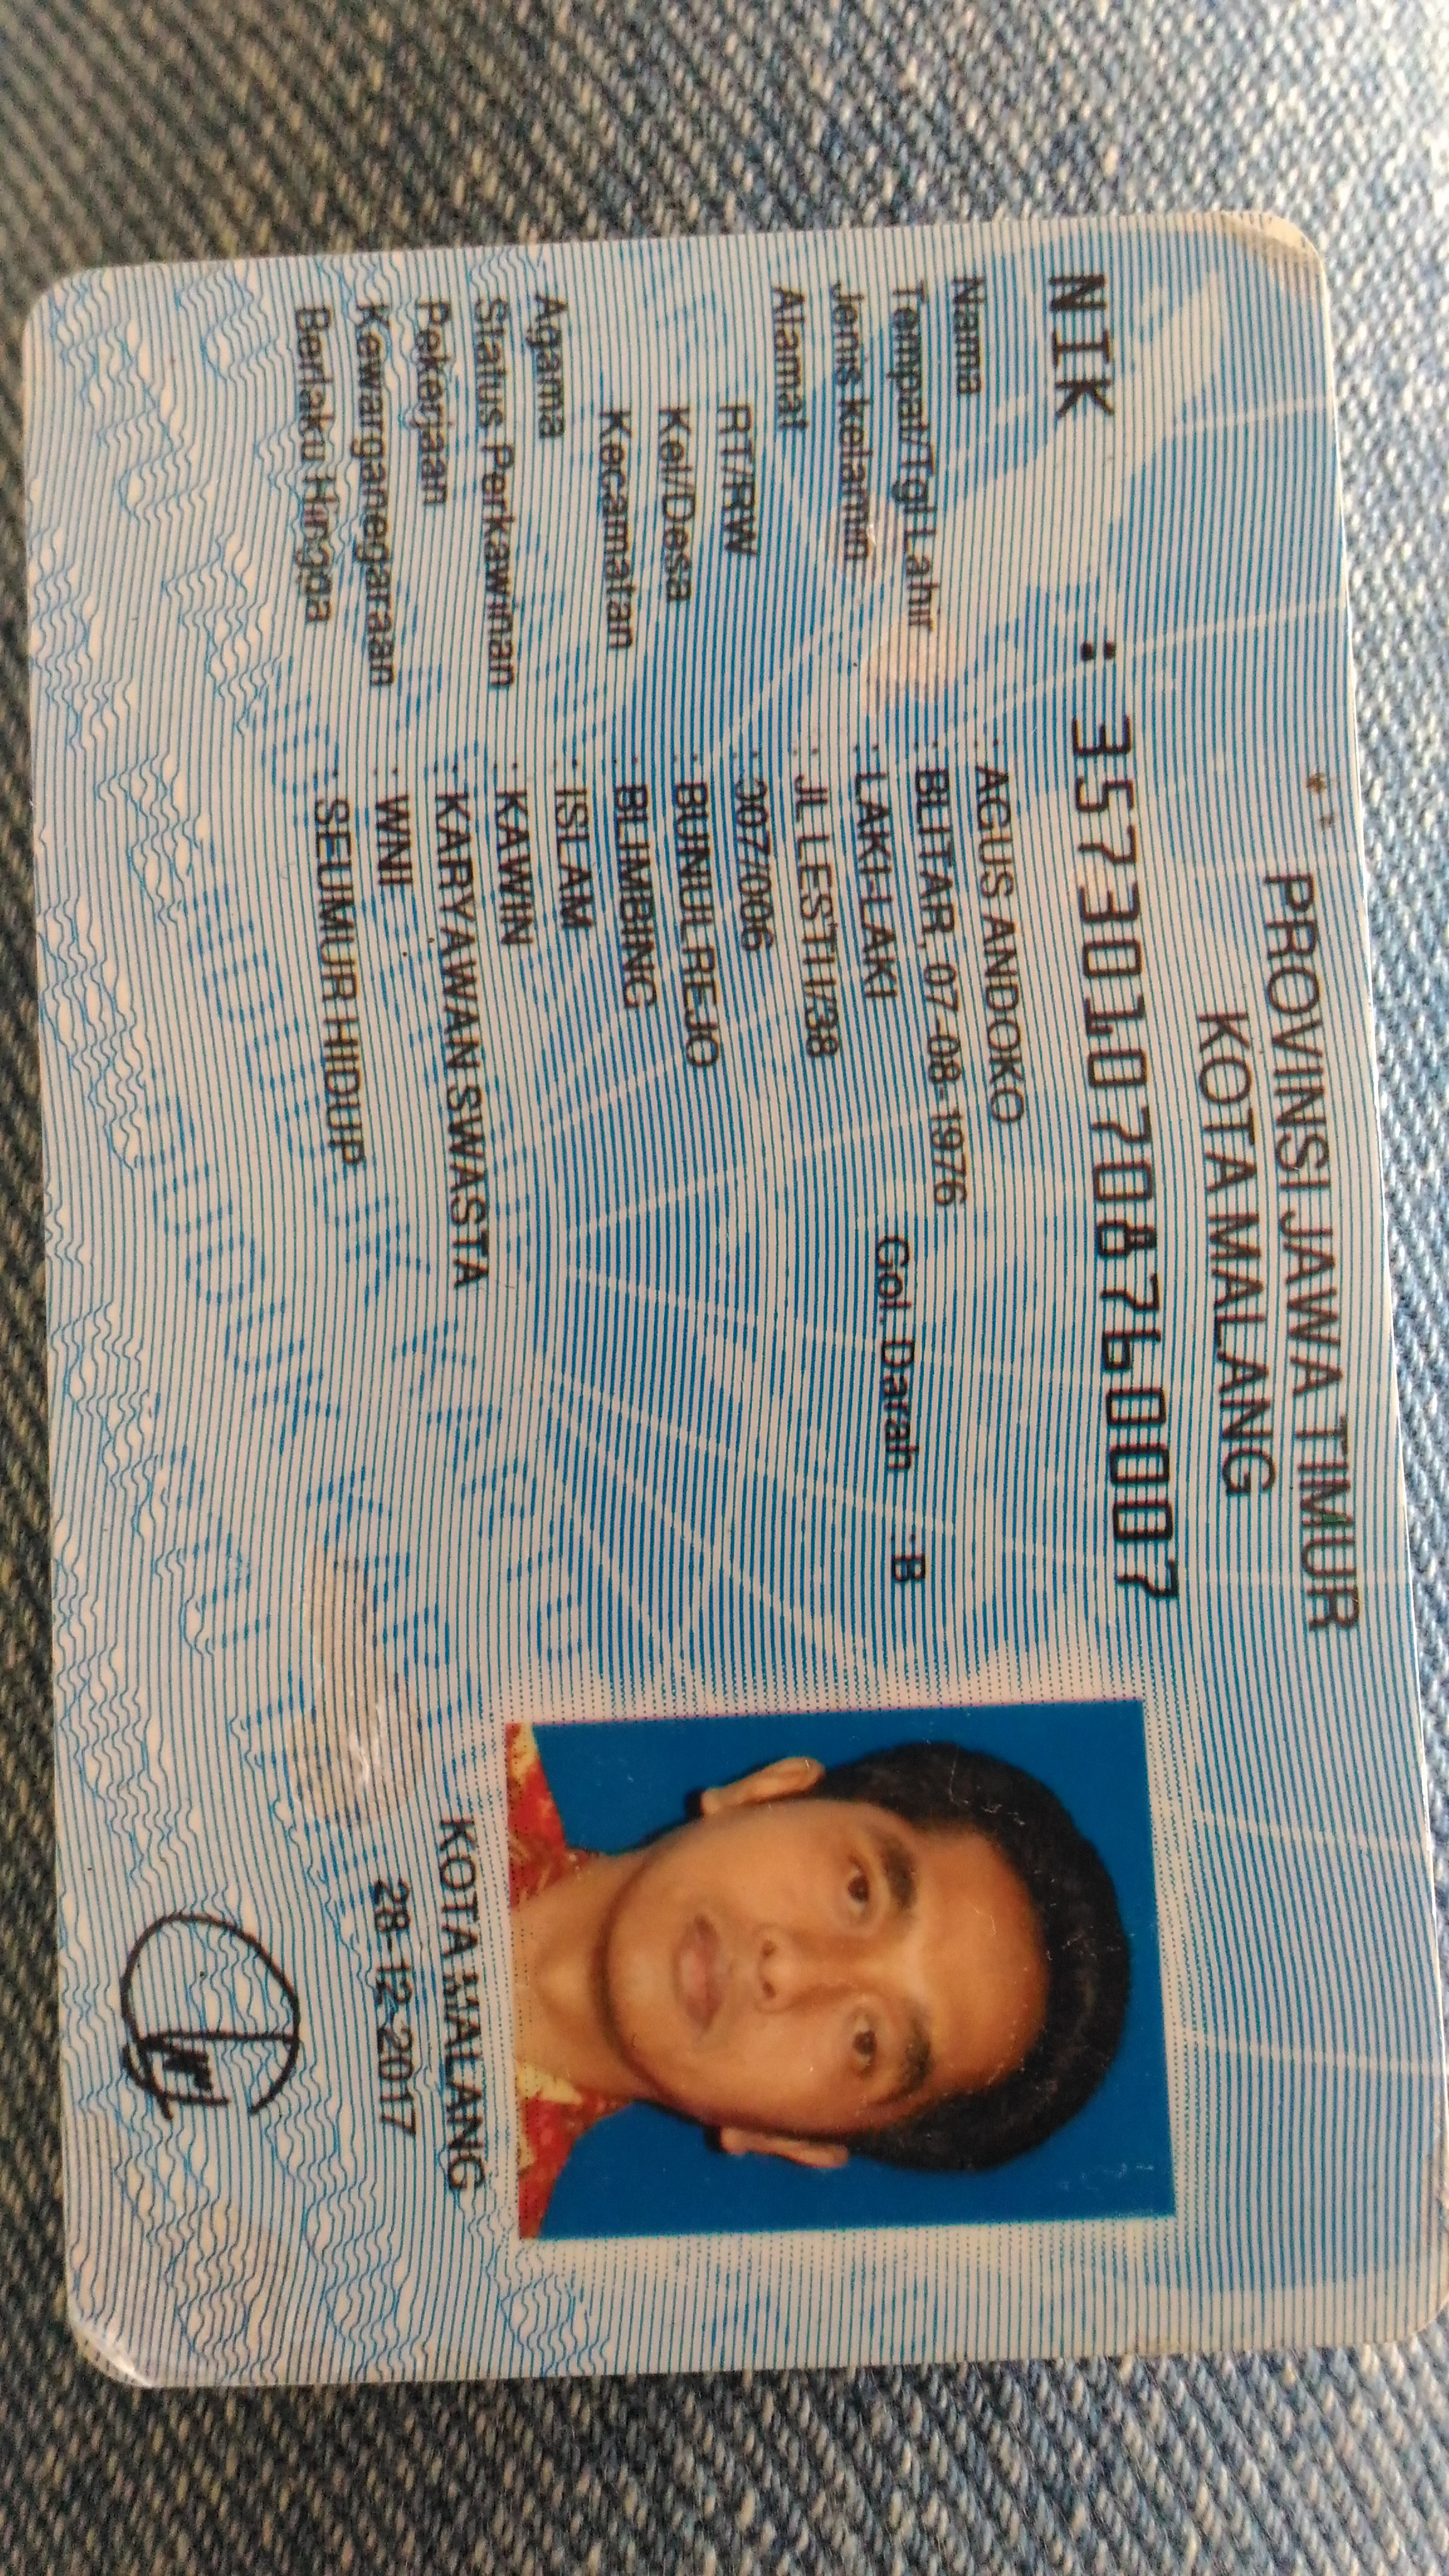 PROVINSI JAWA TIMUR
KOTA MALANG
NIK : 3573010708760007
Nama : AGUS ANDOKO
Tempat/Tgl Lahir : BLITAR, 07-08-1976
Jenis kelamin : LAKI-LAKI Gol. Darah : B
Alamat : JL LESTI 1/38
RT/RW : 007/006
Kel/Desa : BUNULREJO
Kecamatan : BLIMBING
Agama : ISLAM
Status Perkawinan : KAWIN
Pekerjaan : KARYAWAN SWASTA
Kewarganegaraan : WNI
Berlaku Hingga : SEUMUR HIDUP
KOTA MALANG
28-12-2017